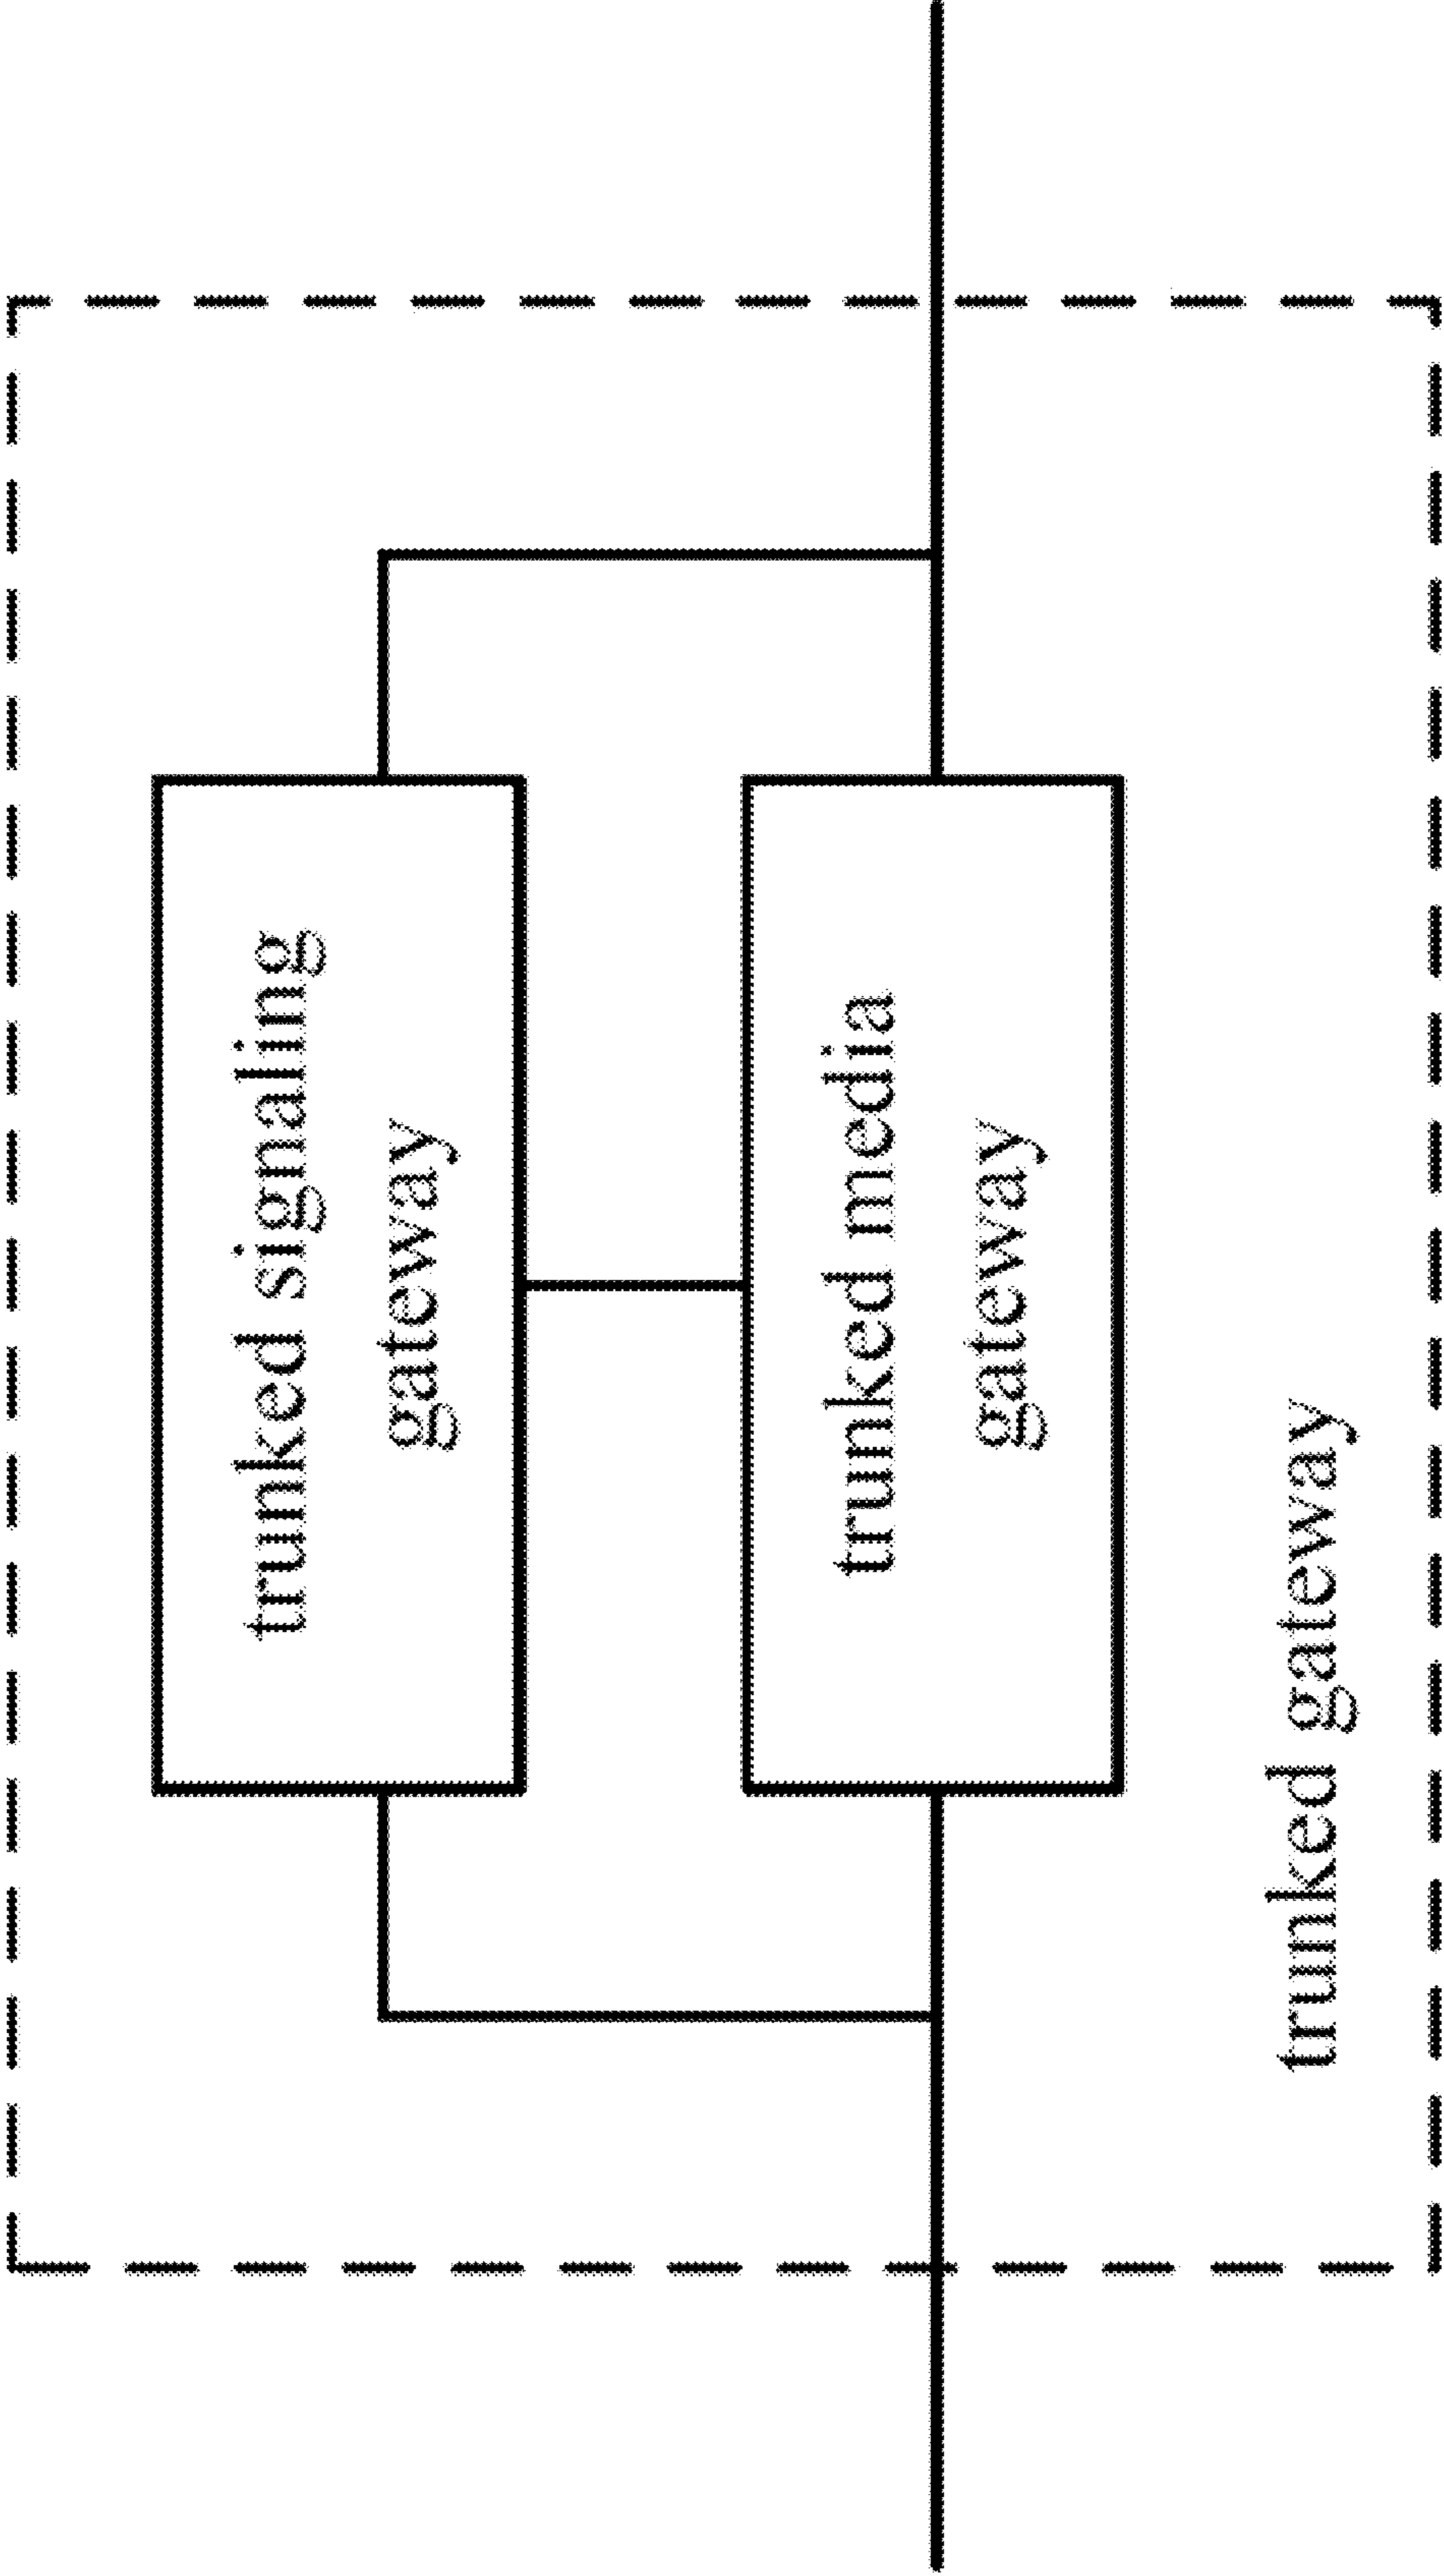 trunked signaling
gateway
trunked media
gateway
trunked gateway